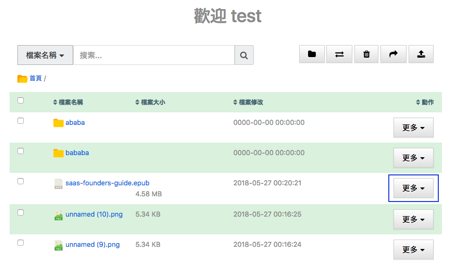 歡迎 test
檔案名稱 搜索...
首頁 /
檔案名稱 檔案大小 檔案修改 動作
ababa 0000-00-00 00:00:00 更多
bababa 0000-00-00 00:00:00 更多
saas-founders-guide.epub 4.58 MB 2018-05-27 00:20:21 更多
unnamed (10).png 5.34 KB 2018-05-27 00:16:25 更多
unnamed (9).png 5.34 KB 2018-05-27 00:16:24 更多